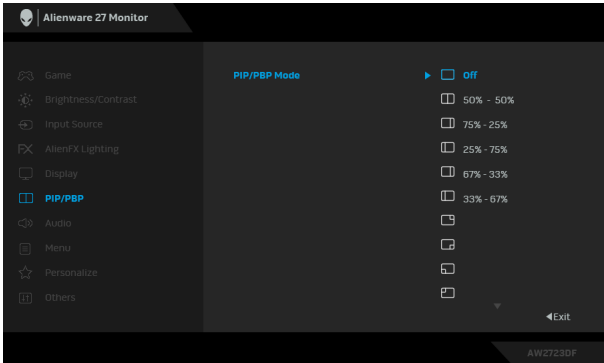 Alienware 27 Monitor
Game
PIP/PBP Mode
Off
Brightness/Contrast
50% - 50%
Input Source
75% - 25%
AlienFX Lighting
25% - 75%
Display
67% - 33%
PIP/PBP
33% - 67%
Audio
Menu
Personalize
Others
Exit
AW2723DF